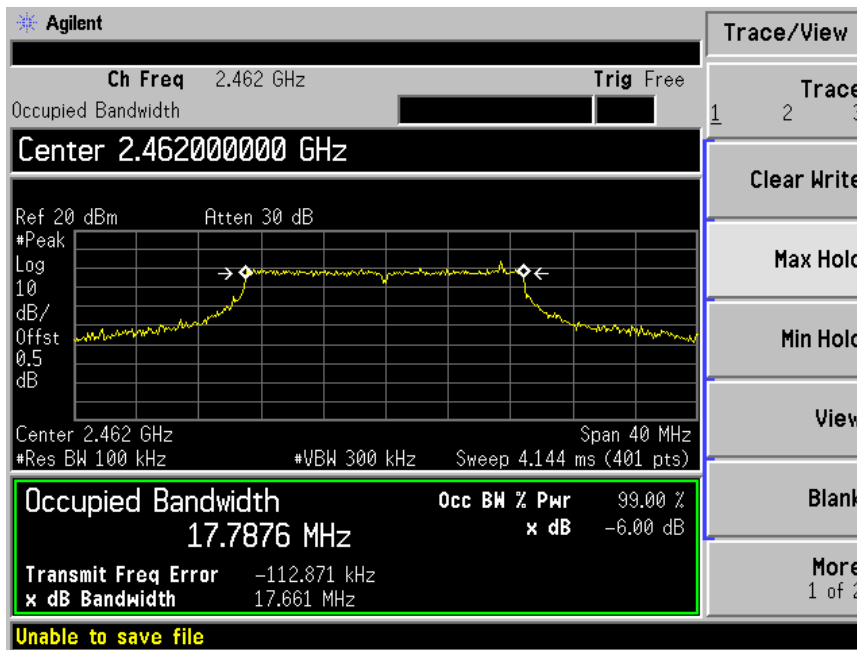 Agilent
Trace/View
Ch Freq 2.462 GHz Trig Free
Occupied Bandwidth
Center 2.462000000 GHz
Ref 20 dBm Atten 30 dB
#Peak
Log
10
dB/
Offst
0.5
dB
Center 2.462 GHz Span 40 MHz
#Res BW 100 kHz #VBW 300 kHz Sweep 4.144 ms (401 pts)
Occupied Bandwidth
17.7876 MHz
Occ BW % Pwr 99.00 %
x dB -6.00 dB
Transmit Freq Error -112.871 kHz
x dB Bandwidth 17.661 MHz
Unable to save file
Trace
1 2 3
Clear Write
Max Hold
Min Hold
View
Blank
More
1 of 2